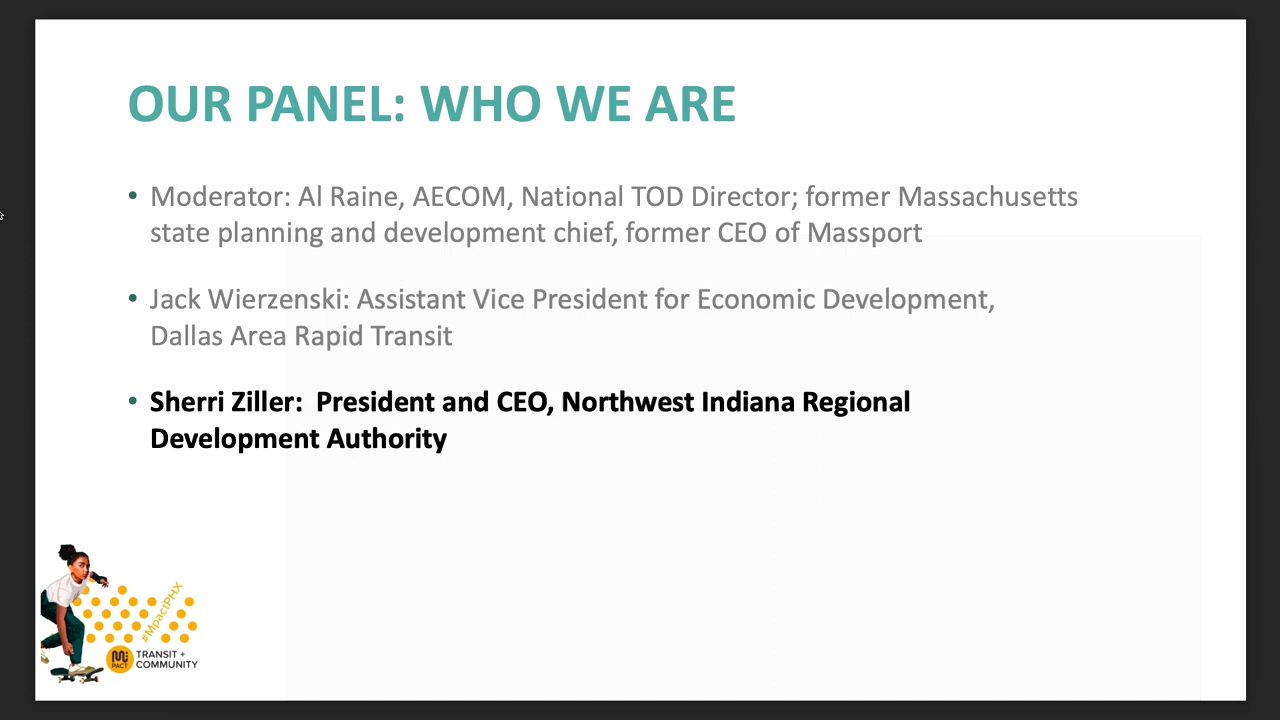 OUR PANEL: WHO WE ARE
• Moderator: Al Raine, AECOM, National TOD Director; former Massachusetts
state planning and development chief, former CEO of Massport
• Jack Wierzenski: Assistant Vice President for Economic Development,
Dallas Area Rapid Transit
• Sherri Ziller:  President and CEO, Northwest Indiana Regional
Development Authority
#MpactPHX
MPACT
TRANSIT +
COMMUNITY